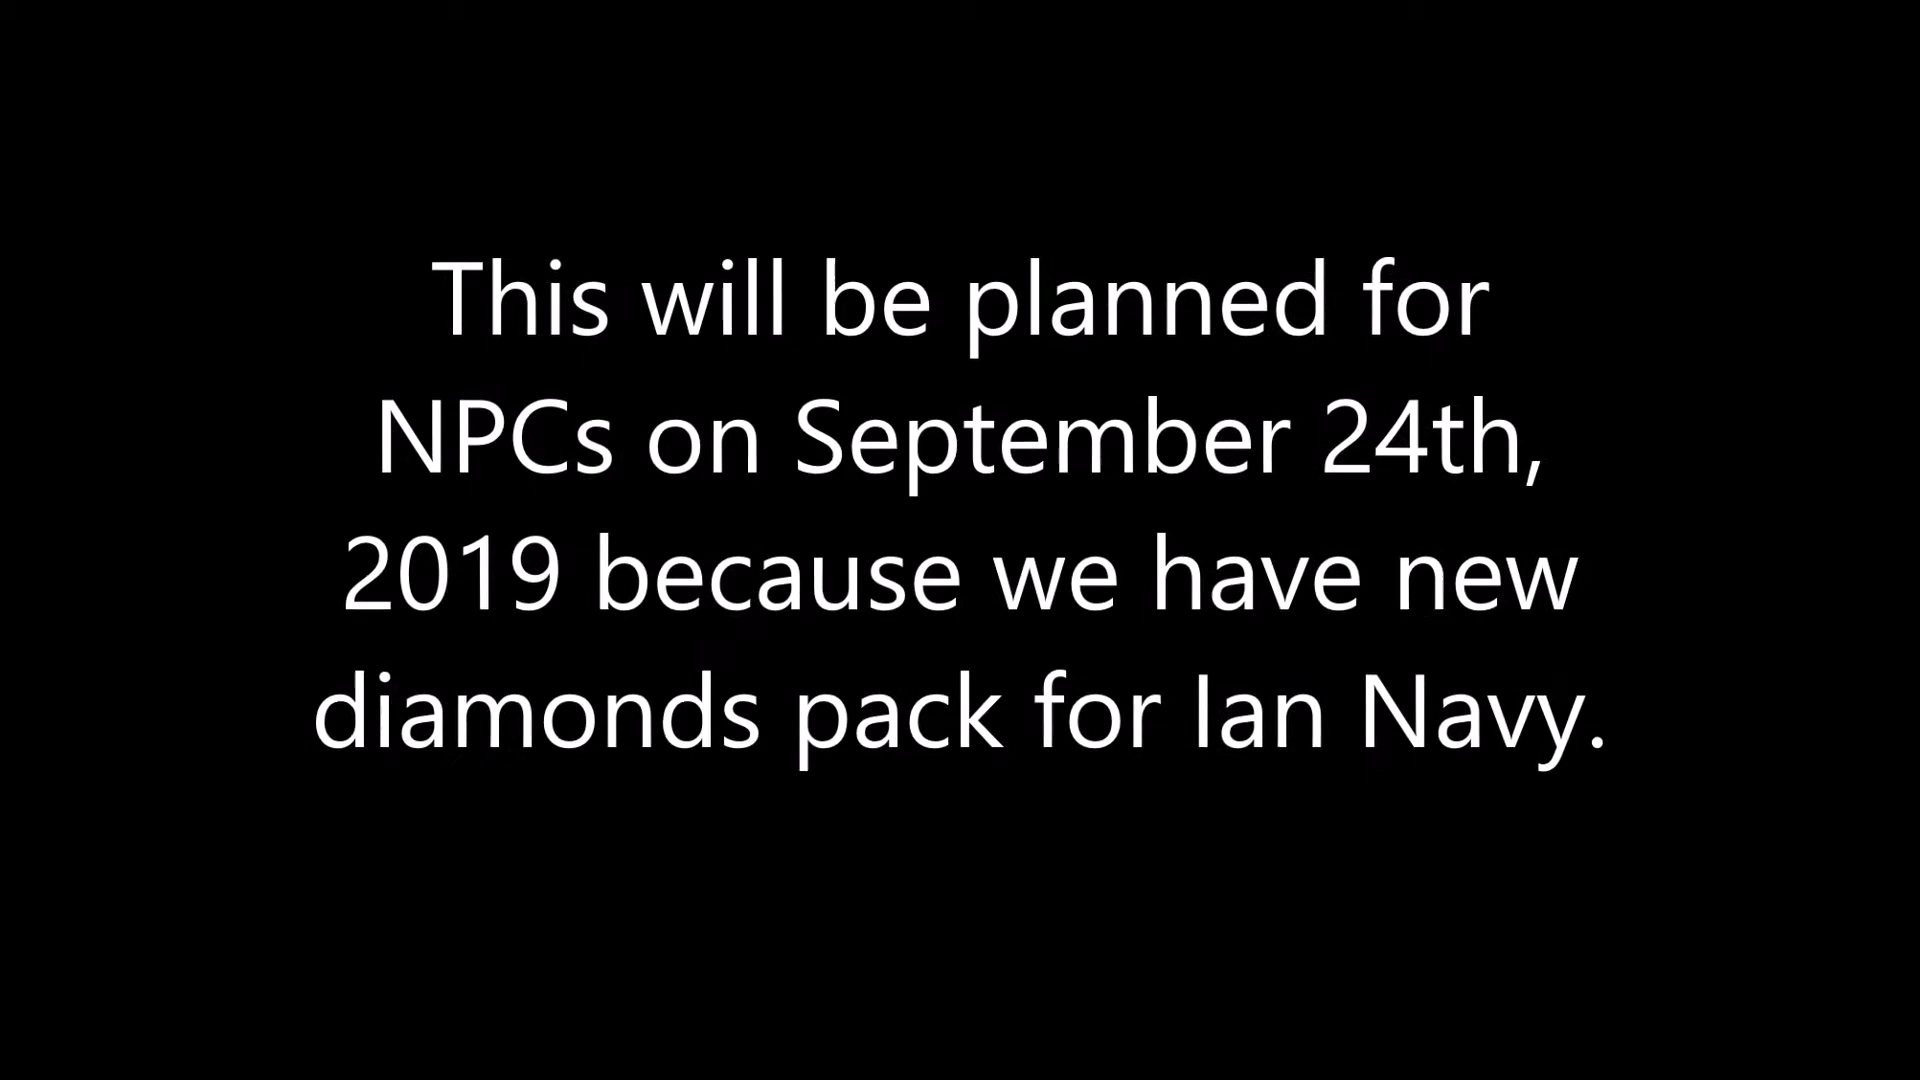 This will be planned for
NPCs on September 24th,
2019 because we have new
diamonds pack for Ian Navy.